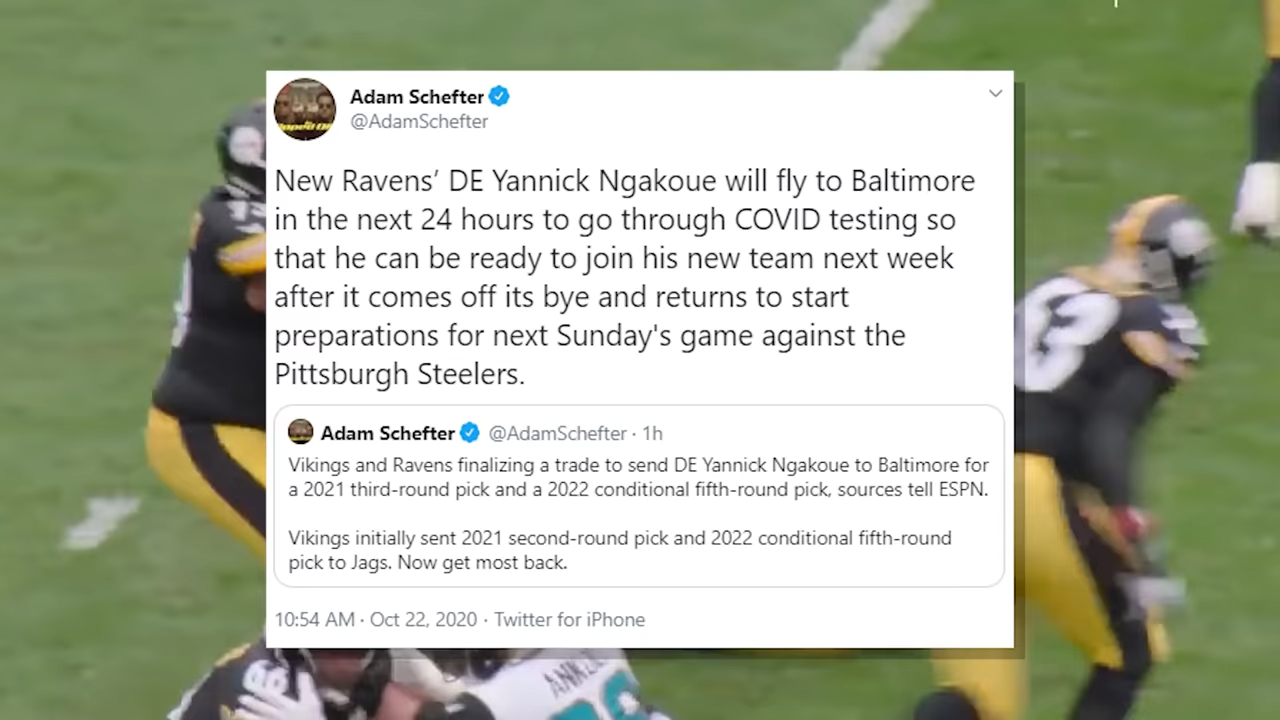 Adam Schefter
@AdamSchefter
New Ravens’ DE Yannick Ngakoue will fly to Baltimore
in the next 24 hours to go through COVID testing so
that he can be ready to join his new team next week
after it comes off its bye and returns to start
preparations for next Sunday's game against the
Pittsburgh Steelers.
Adam Schefter @AdamSchefter · 1h
Vikings and Ravens finalizing a trade to send DE Yannick Ngakoue to Baltimore for
a 2021 third-round pick and a 2022 conditional fifth-round pick, sources tell ESPN.
Vikings initially sent 2021 second-round pick and 2022 conditional fifth-round
pick to Jags. Now get most back.
10:54 AM · Oct 22, 2020 · Twitter for iPhone